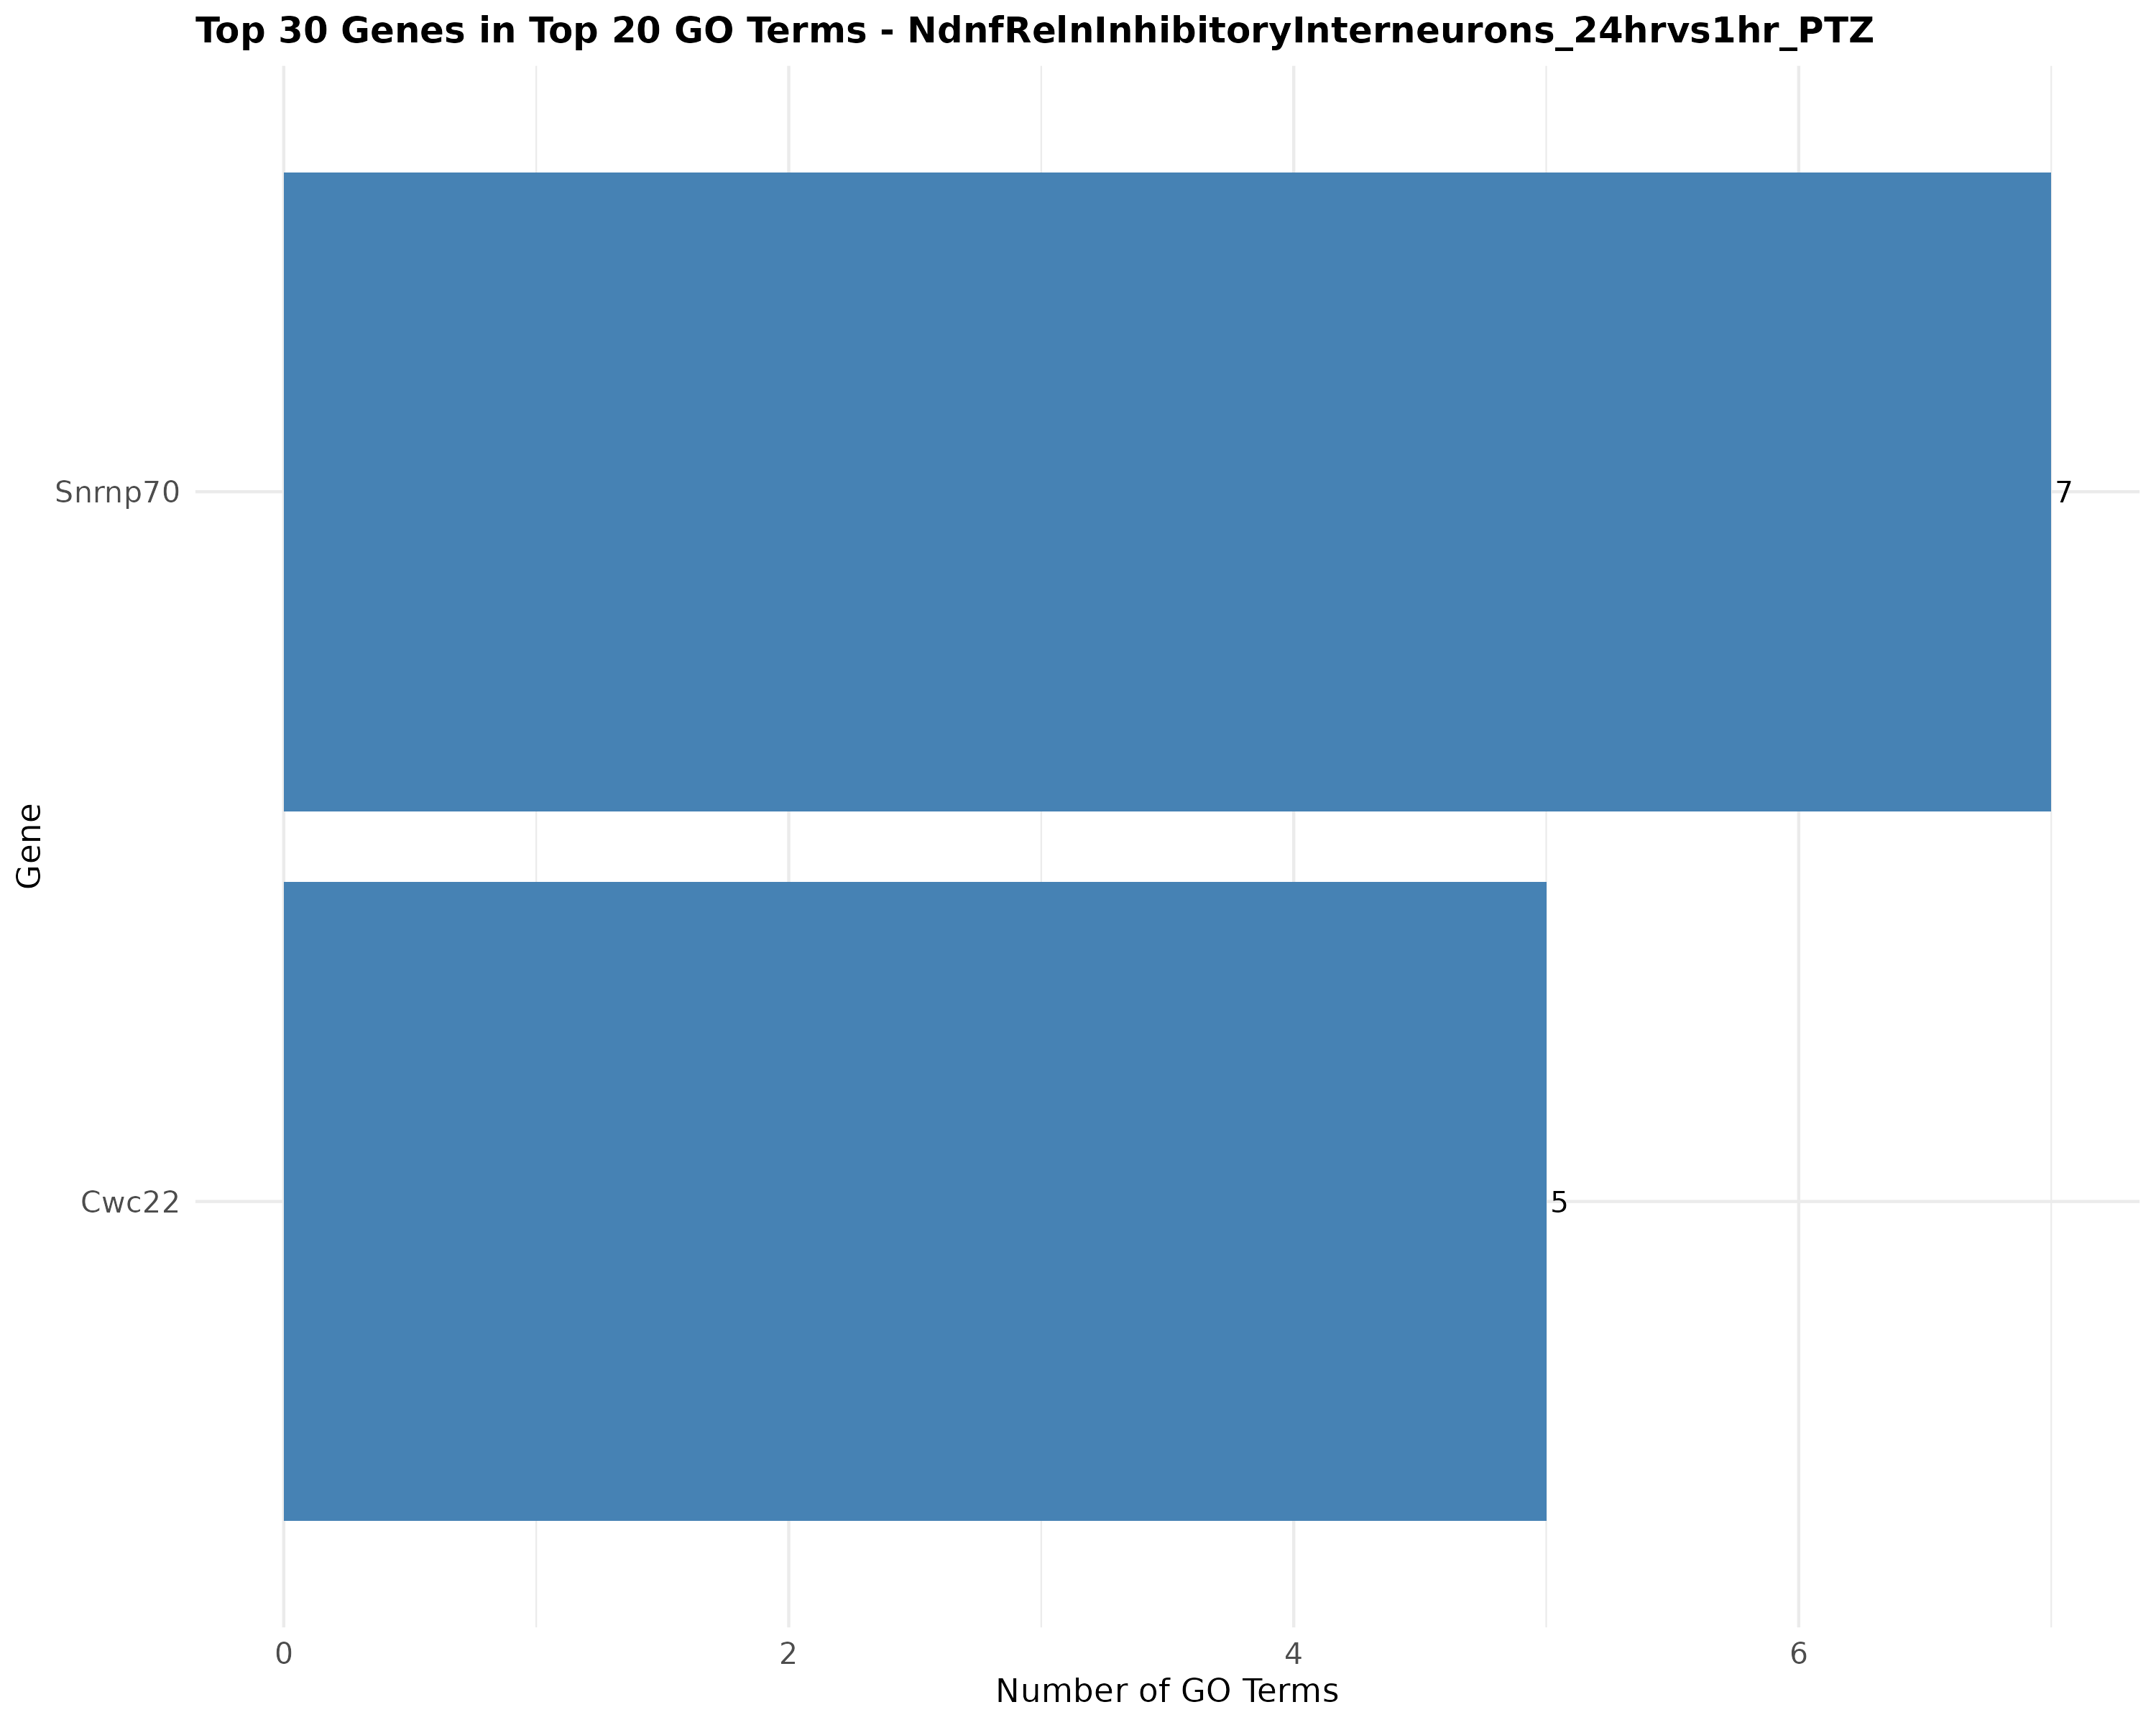 Top 30 Genes in Top 20 GO Terms - NdnfRelnInhibitoryInterneurons_24hrvs1hr_PTZ
Gene
Snrnp70
7
Cwc22
5
0 2 4 6
Number of GO Terms